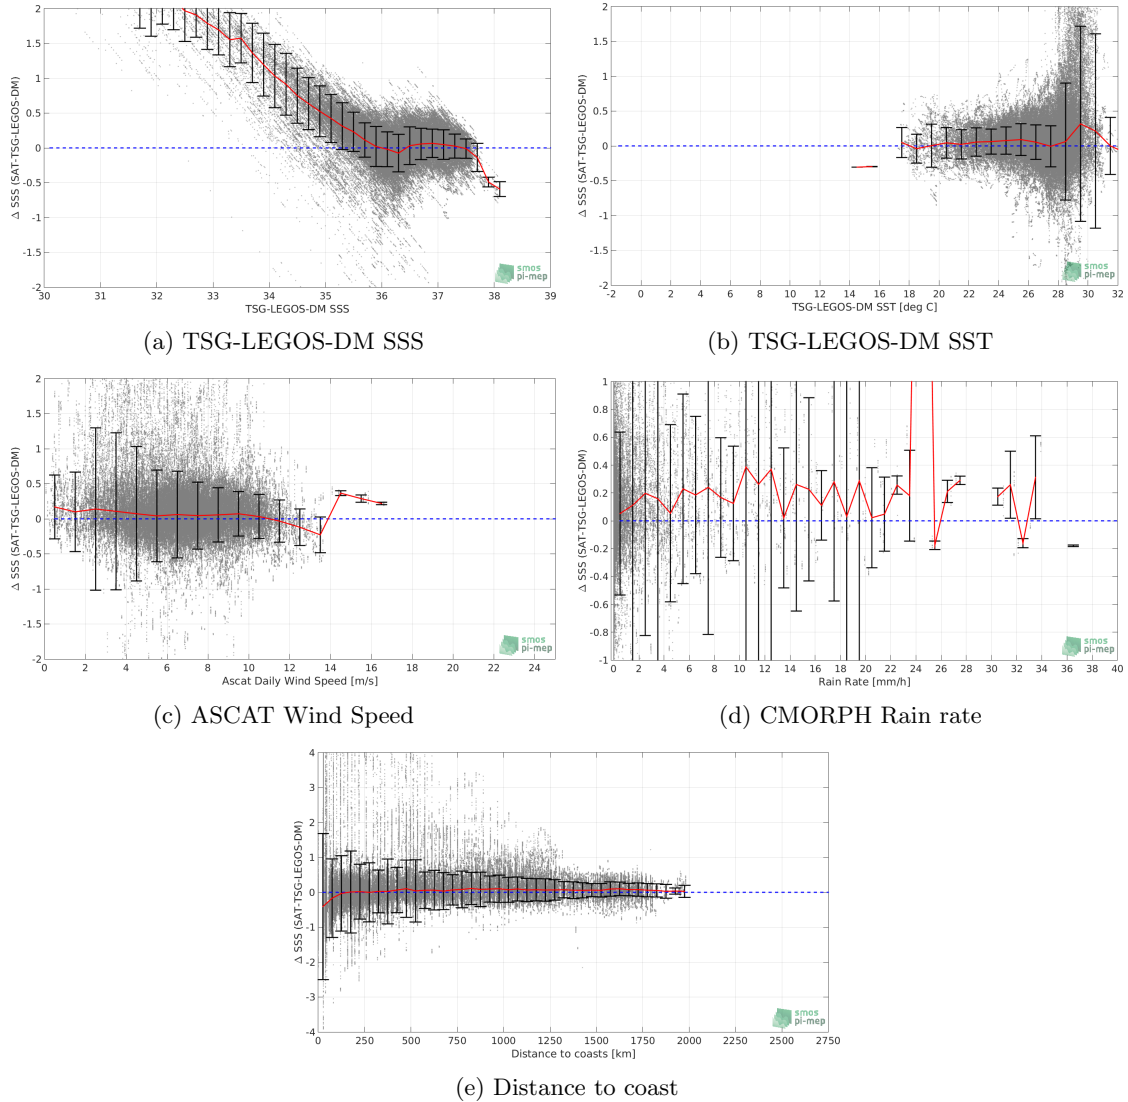 2
1.5
1
0.5
0
-0.5
-1
-1.5
-2
Δ SSS (SAT-TSG-LEGOS-DM)
30 31 32 33 34 35 36 37 38 39
TSG-LEGOS-DM SSS
smos
pi-mep
(a) TSG-LEGOS-DM SSS
2
1.5
1
0.5
0
-0.5
-1
-1.5
-2
Δ SSS (SAT-TSG-LEGOS-DM)
-2 0 2 4 6 8 10 12 14 16 18 20 22 24 26 28 30 32
TSG-LEGOS-DM SST [deg C]
smos
pi-mep
(b) TSG-LEGOS-DM SST
2
1.5
1
0.5
0
-0.5
-1
-1.5
-2
Δ SSS (SAT-TSG-LEGOS-DM)
0 2 4 6 8 10 12 14 16 18 20 22 24
Ascat Daily Wind Speed [m/s]
smos
pi-mep
(c) ASCAT Wind Speed
1
0.8
0.6
0.4
0.2
0
-0.2
-0.4
-0.6
-0.8
-1
Δ SSS (SAT-TSG-LEGOS-DM)
0 2 4 6 8 10 12 14 16 18 20 22 24 26 28 30 32 34 36 38 40
Rain Rate [mm/h]
smos
pi-mep
(d) CMORPH Rain rate
4
3
2
1
0
-1
-2
-3
-4
Δ SSS (SAT-TSG-LEGOS-DM)
0 250 500 750 1000 1250 1500 1750 2000 2250 2500 2750
Distance to coasts [km]
smos
pi-mep
(e) Distance to coast